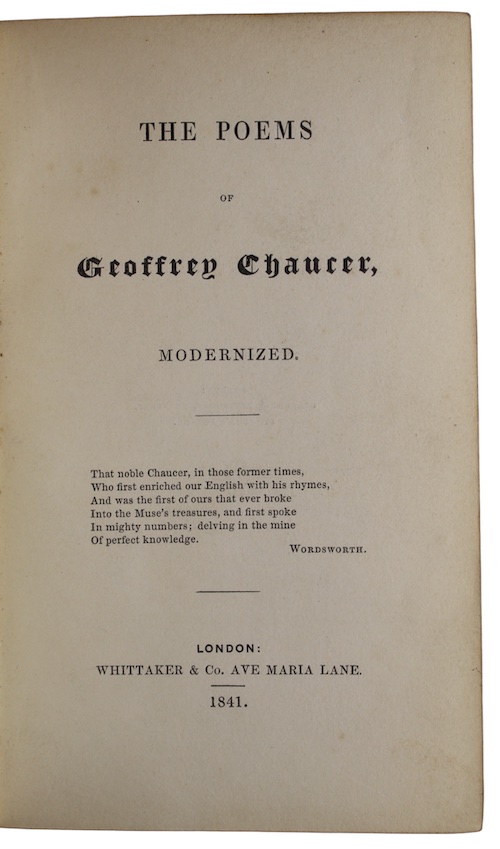 THE POEMS
OF
Geoffrey Chaucer,
MODERNIZED.
That noble Chaucer, in those former times,
Who first enriched our English with his rhymes,
And was the first of ours that ever broke
Into the Muse's treasures, and first spoke
In mighty numbers; delving in the mine
Of perfect knowledge.
WORDSWORTH.
LONDON:
WHITTAKER & Co. AVE MARIA LANE.
1841.